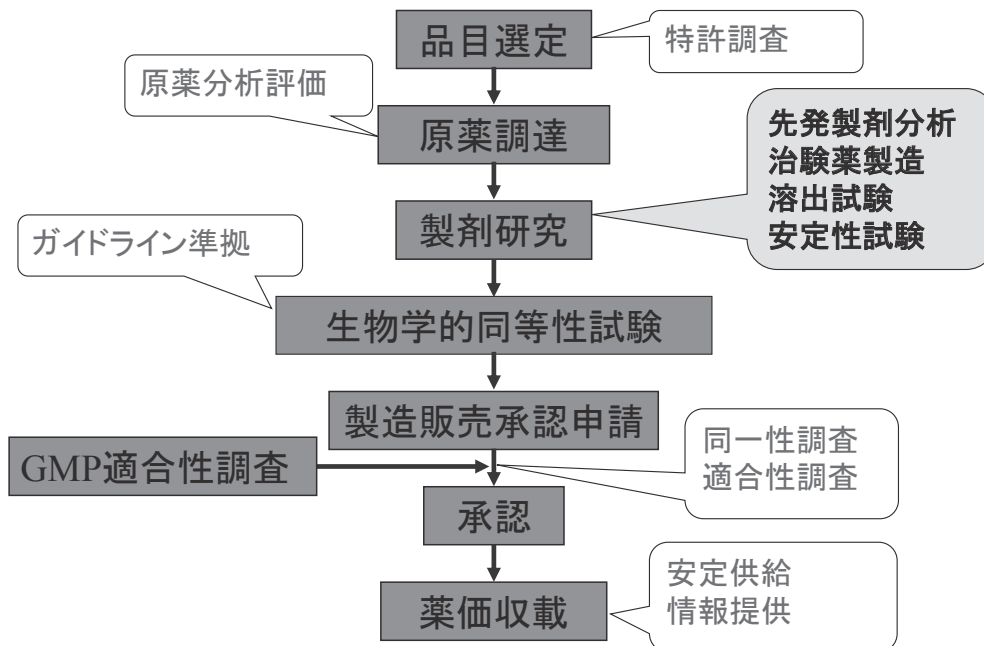 品目選定
特許調査
原薬分析評価
原薬調達
先発製剤分析
治験薬製造
溶出試験
安定性試験
製剤研究
ガイドライン準拠
生物学的同等性試験
製造販売承認申請
GMP適合性調査
同一性調査
適合性調査
承認
薬価収載
安定供給
情報提供